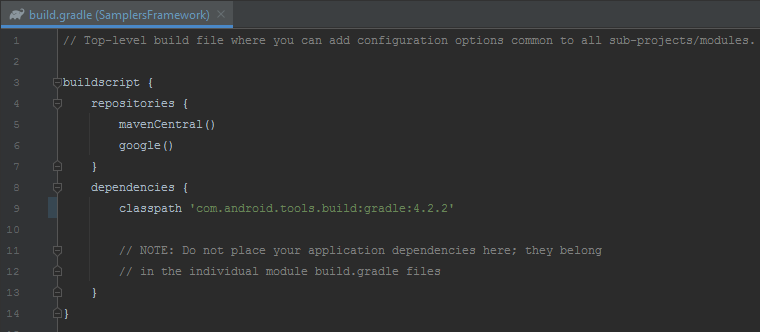 build.gradle (SamplersFramework)
1 // Top-level build file where you can add configuration options common to all sub-projects/modules.
2
3 buildscript {
4     repositories {
5         mavenCentral()
6         google()
7     }
8     dependencies {
9         classpath 'com.android.tools.build:gradle:4.2.2'
10
11         // NOTE: Do not place your application dependencies here; they belong
12         // in the individual module build.gradle files
13     }
14 }